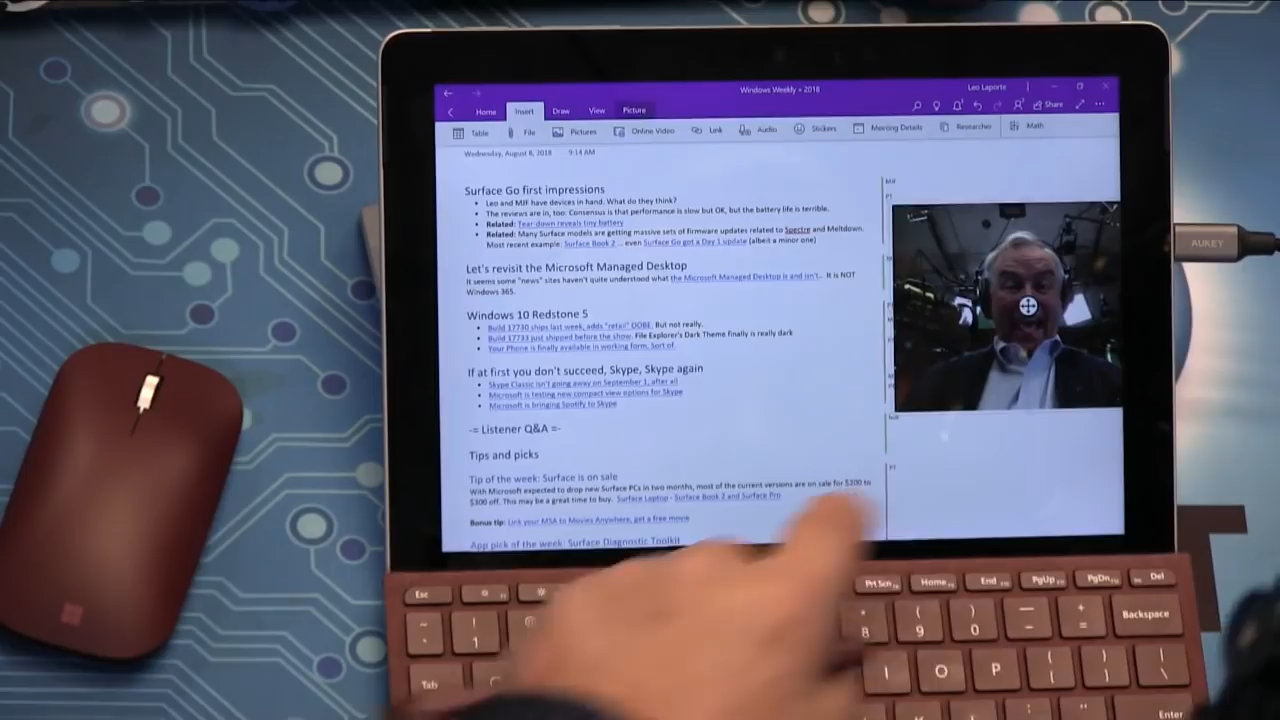 Windows Weekly • 2018
Leo Laporte
Home Insert Draw View Picture
Share
Table File Pictures Online Video Link Audio Stickers Meeting Details Researcher Math
Wednesday, August 8, 2018 9:14 AM
Surface Go first impressions
• Leo and MJF have devices in hand. What do they think?
• The reviews are in, too: Consensus is that performance is slow but OK, but the battery life is terrible.
• Related: Tear-down reveals tiny battery
• Related: Many Surface models are getting massive sets of firmware updates related to Spectre and Meltdown.
Most recent example: Surface Book 2 ... even Surface Go got a Day 1 update (albeit a minor one)
Let's revisit the Microsoft Managed Desktop
It seems some "news" sites haven't quite understood what the Microsoft Managed Desktop is and isn't... It is NOT
Windows 365.
Windows 10 Redstone 5
• Build 17730 ships last week, adds "retail" OOBE. But not really.
• Build 17733 just shipped before the show. File Explorer's Dark Theme finally is really dark
• Your Phone is finally available in working form. Sort of.
If at first you don't succeed, Skype, Skype again
• Skype Classic isn't going away on September 1, after all
• Microsoft is testing new compact view options for Skype
• Microsoft is bringing Spotify to Skype
-= Listener Q&A =-
Tips and picks
Tip of the week: Surface is on sale
With Microsoft expected to drop new Surface PCs in two months, most of the current versions are on sale for $200 to
$300 off. This may be a great time to buy. Surface Laptop - Surface Book 2 and Surface Pro
Bonus tip: Link your MSA to Movies Anywhere, get a free movie
App pick of the week: Surface Diagnostic Toolkit
AUKEY
Esc PrtScn Home End PgUp PgDn Del
~ ` ! 1 * 8 ( 9 ) 0 — - + = Backspace
Tab I O P { [ } ] | \
: ; " Enter